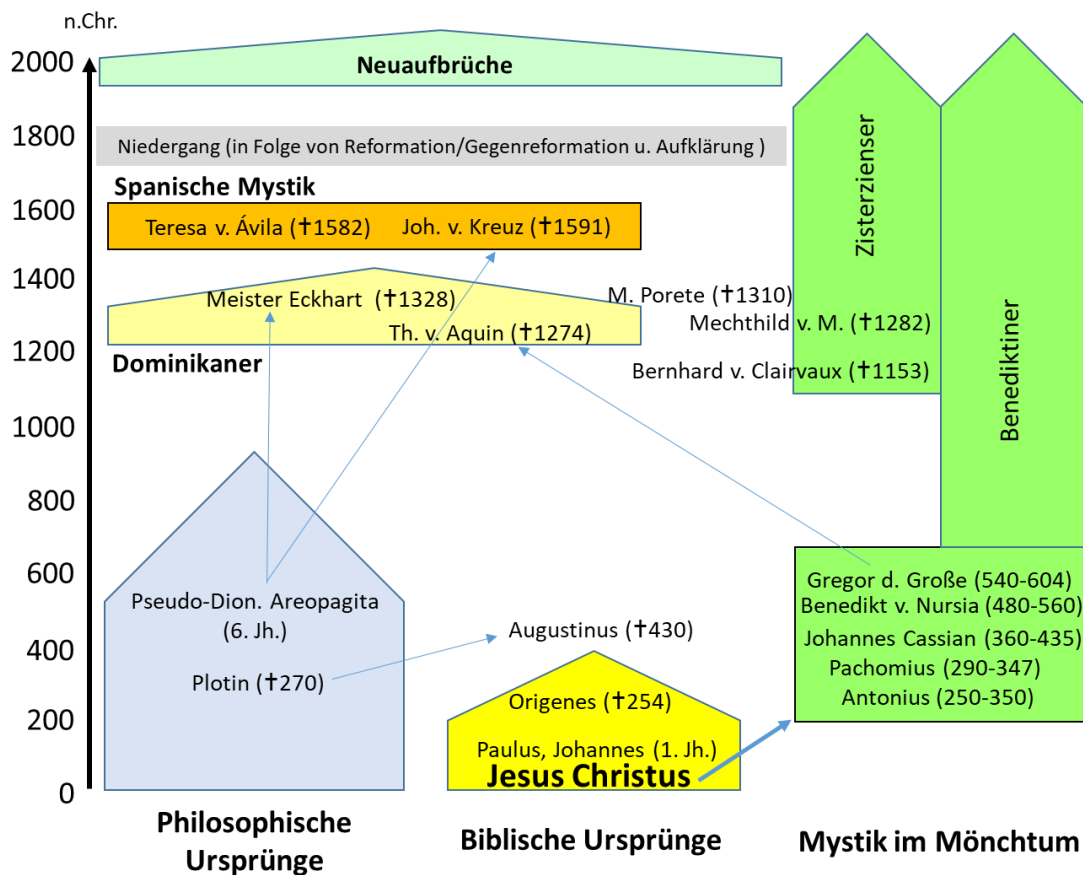 n.Chr.
2000
1800
1600
1400
1200
1000
800
600
400
200
0
Neuaufbrüche
Niedergang (in Folge von Reformation/Gegenreformation u. Aufklärung )
Spanische Mystik
Teresa v. Ávila (✝1582)
Joh. v. Kreuz (✝1591)
Meister Eckhart (✝1328)
Th. v. Aquin (✝1274)
Dominikaner
M. Porete (✝1310)
Mechthild v. M. (✝1282)
Bernhard v. Clairvaux (✝1153)
Zisterzienser
Benediktiner
Pseudo-Dion. Areopagita
(6. Jh.)
Plotin (✝270)
Augustinus (✝430)
Origenes (✝254)
Paulus, Johannes (1. Jh.)
Jesus Christus
Gregor d. Große (540-604)
Benedikt v. Nursia (480-560)
Johannes Cassian (360-435)
Pachomius (290-347)
Antonius (250-350)
Philosophische
Ursprünge
Biblische Ursprünge
Mystik im Mönchtum